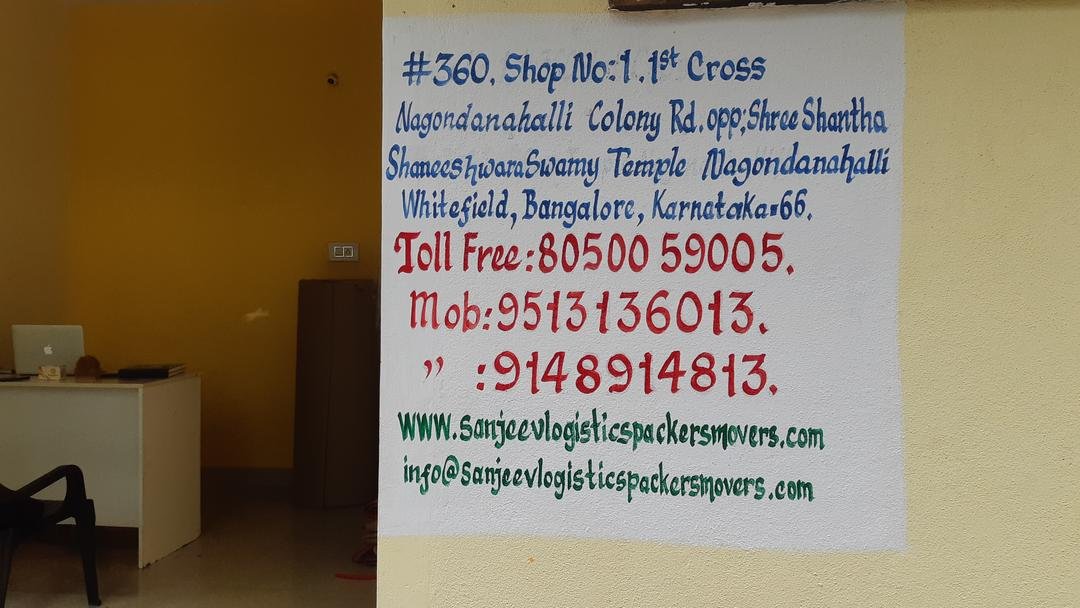 #360, Shop No:1.1st Cross
Nagondanahalli Colony Rd.opp;Shree Shantha
ShaneeshwaraSwamy Temple Nagondanahalli
Whitefield, Bangalore, Karnataka=66.
Toll Free:80500 59005.
Mob:9513136013.
” :9148914813.
www.sanjeevlogisticspackersmovers.com
info@sanjeevlogisticspackersmovers.com